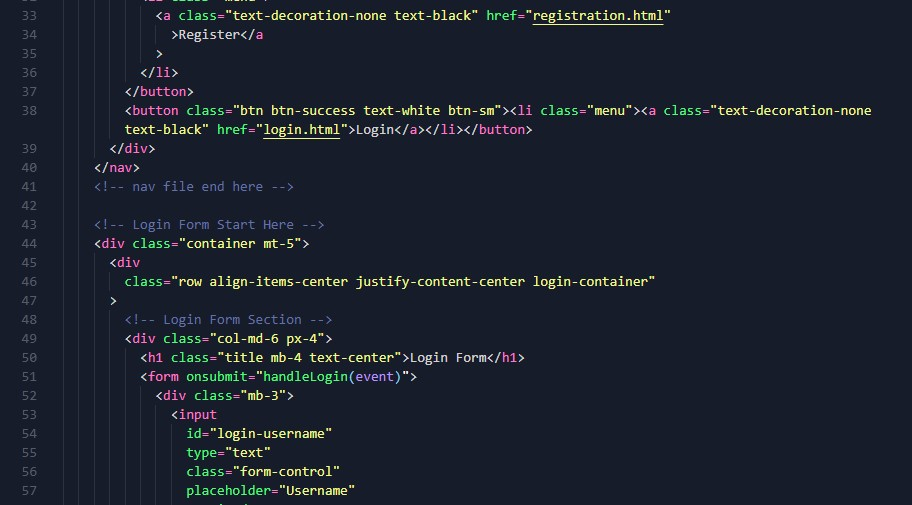 33 <a class="text-decoration-none text-black" href="registration.html"
34 >Register</a
35 >
36 </li>
37 </button>
38 <button class="btn btn-success text-white btn-sm"><li class="menu"><a class="text-decoration-none
text-black" href="login.html">Login</a></li></button>
39 </div>
40 </nav>
41 <!-- nav file end here -->
42
43 <!-- Login Form Start Here -->
44 <div class="container mt-5">
45 <div
46 class="row align-items-center justify-content-center login-container"
47 >
48 <!-- Login Form Section -->
49 <div class="col-md-6 px-4">
50 <h1 class="title mb-4 text-center">Login Form</h1>
51 <form onsubmit="handleLogin(event)">
52 <div class="mb-3">
53 <input
54 id="login-username"
55 type="text"
56 class="form-control"
57 placeholder="Username"